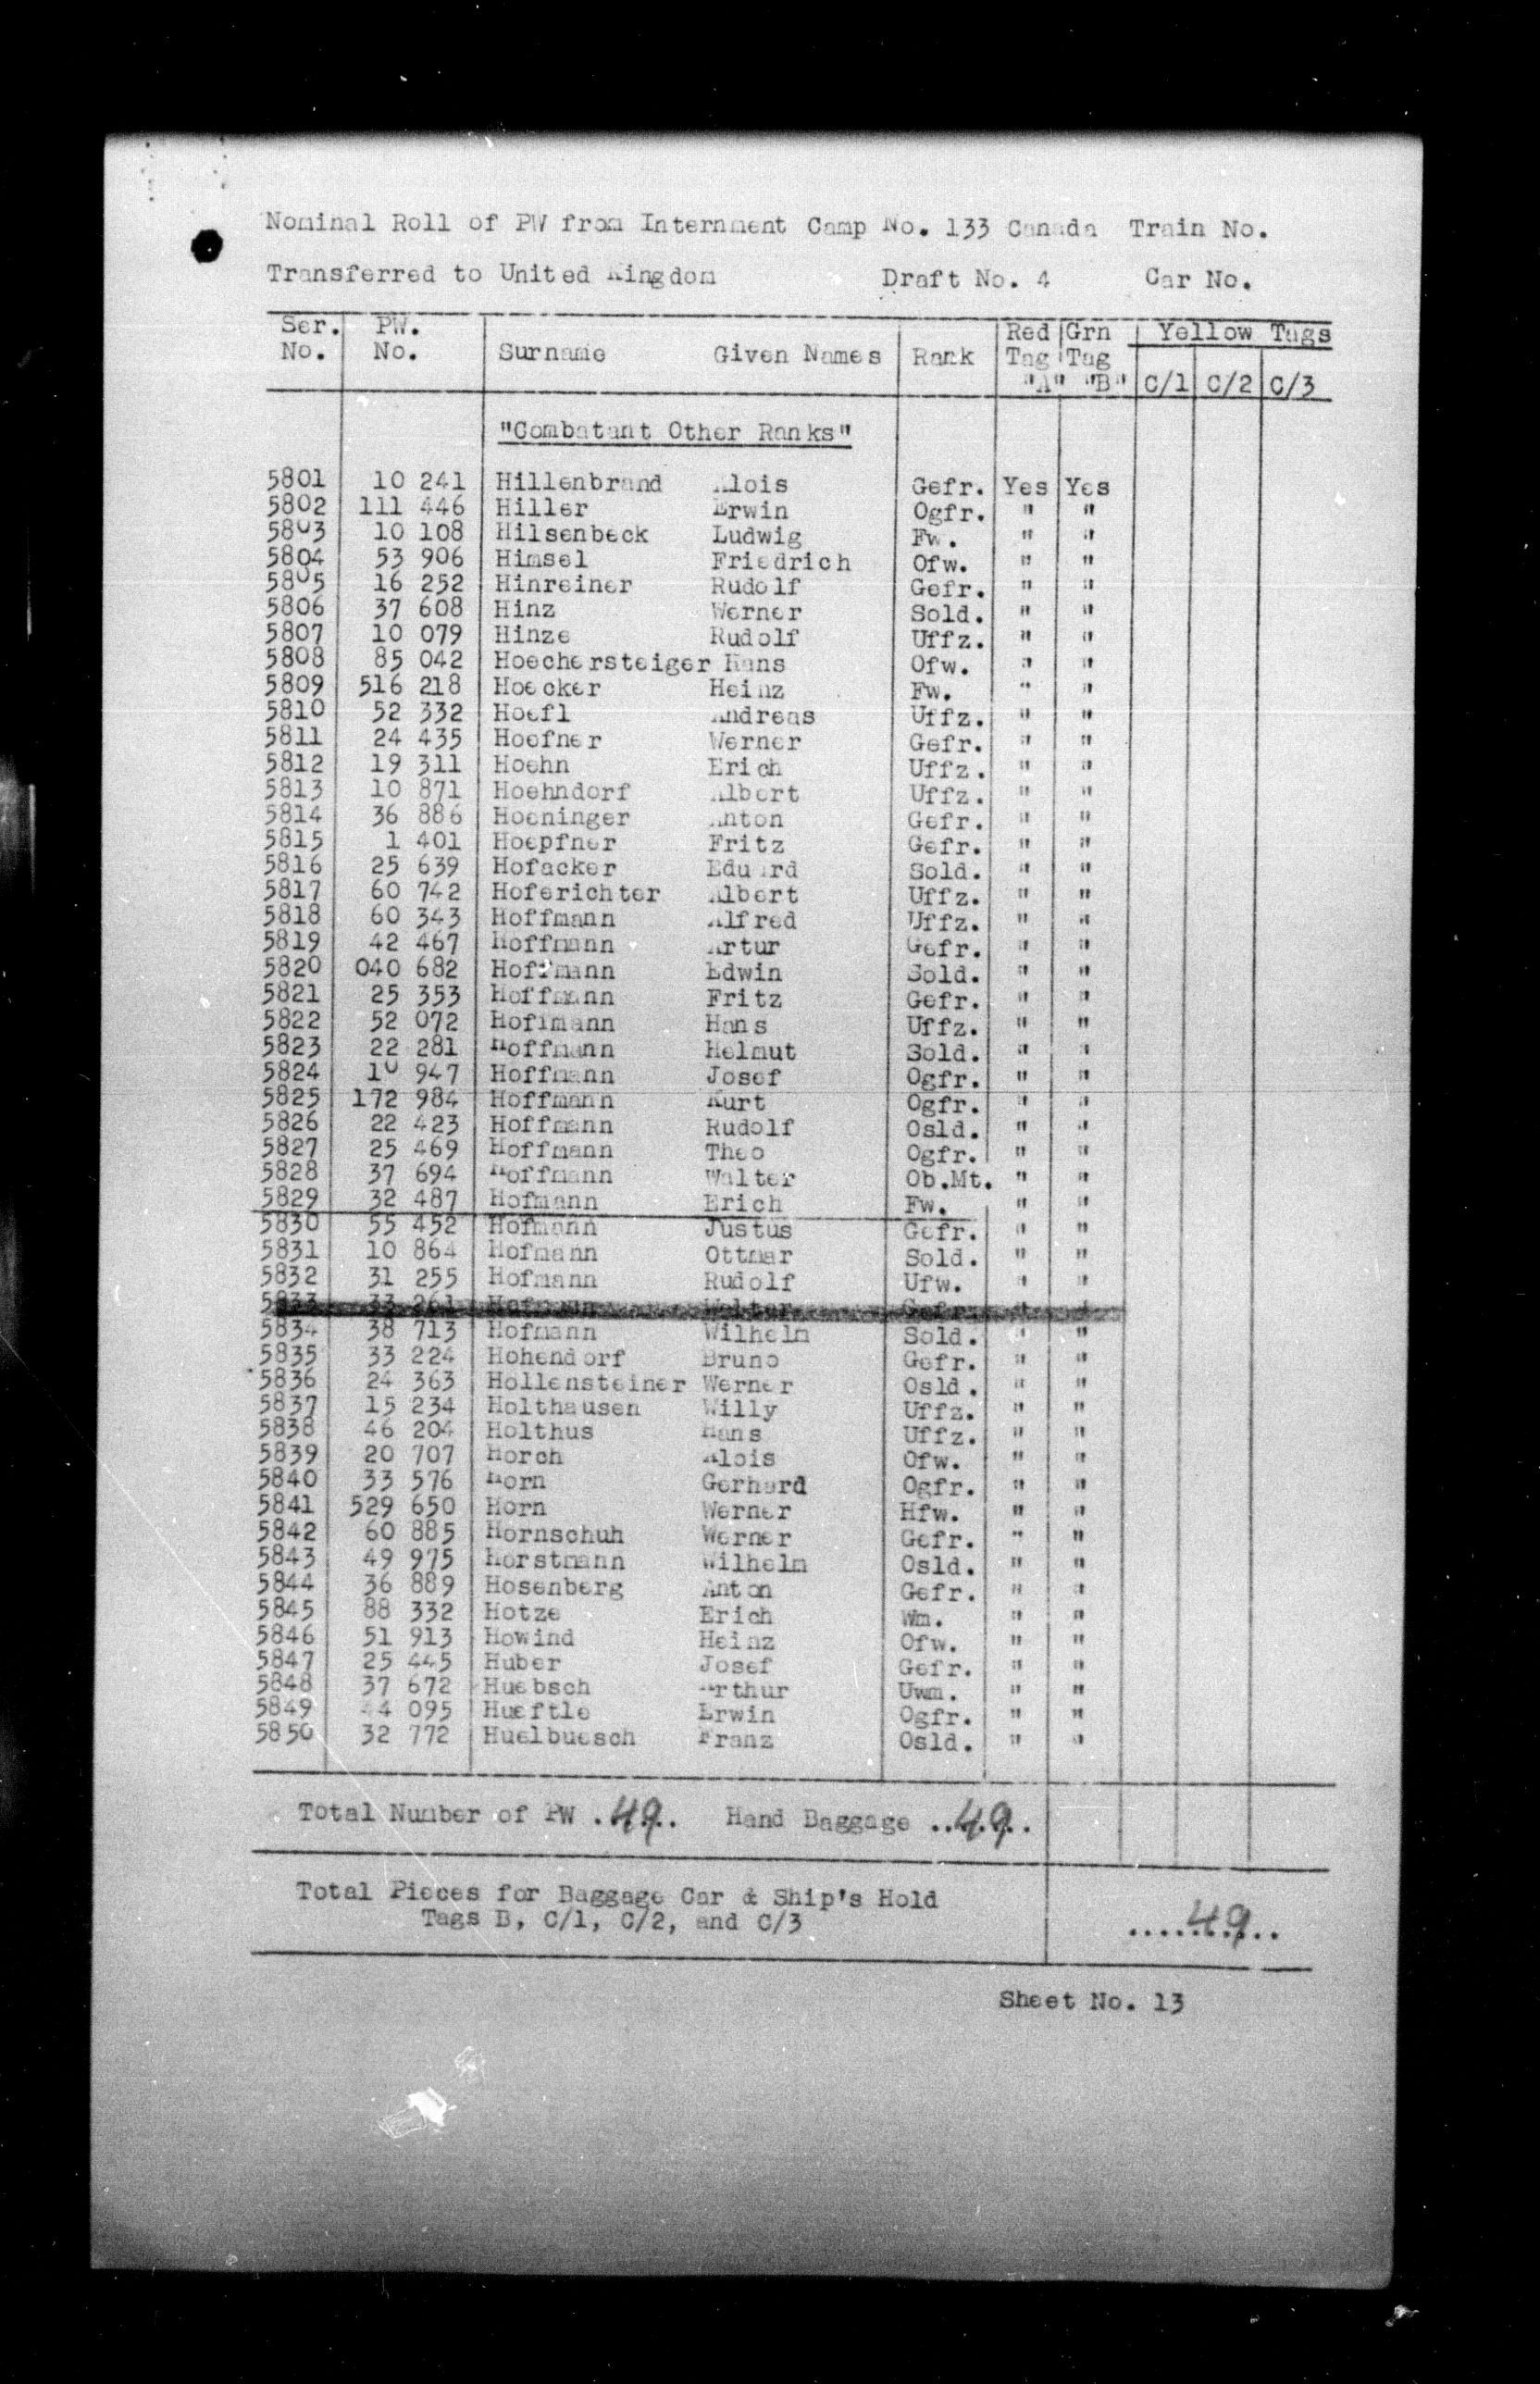 Nominal Roll of PW from Internment Camp No. 133 Canada Train No.
Transferred to United Kingdom Draft No. 4 Car No.
Ser. No. PW. No. Surname Given Names Rank Red Tag "A" Grn Tag "B" Yellow Tags C/1 C/2 C/3
"Combatant Other Ranks"
5801 10 241 Hillenbrand Alois Gefr. Yes Yes
5802 111 446 Hiller Erwin Ogfr. " "
5803 10 108 Hilsenbeck Ludwig Fw. " "
5804 53 906 Himsel Friedrich Ofw. " "
5805 16 252 Hinreiner Rudolf Gefr. " "
5806 37 608 Hinz Werner Sold. " "
5807 10 079 Hinze Rudolf Uffz. " "
5808 85 042 Hoechersteiger Hans Ofw. " "
5809 516 218 Hoecker Heinz Fw. " "
5810 52 332 Hoefl Andreas Uffz. " "
5811 24 435 Hoefner Werner Gefr. " "
5812 19 311 Hoehn Erich Uffz. " "
5813 10 871 Hoehndorf Albert Uffz. " "
5814 36 886 Hoeninger Anton Gefr. " "
5815 1 401 Hoepfner Fritz Gefr. " "
5816 25 639 Hofacker Eduard Sold. " "
5817 60 742 Hoferichter Albert Uffz. " "
5818 60 343 Hoffmann Alfred Uffz. " "
5819 42 467 Hoffmann Artur Gefr. " "
5820 040 682 Hoffmann Edwin Sold. " "
5821 25 353 Hoffmann Fritz Gefr. " "
5822 52 072 Hoffmann Hans Uffz. " "
5823 22 281 Hoffmann Helmut Sold. " "
5824 10 947 Hoffmann Josef Ogfr. " "
5825 172 984 Hoffmann Kurt Ogfr. " "
5826 22 423 Hoffmann Rudolf Osld. " "
5827 25 469 Hoffmann Theo Ogfr. " "
5828 37 694 Hoffmann Walter Ob.Mt. " "
5829 32 487 Hofmann Erich Fw. " "
5830 55 452 Hofmann Justus Gefr. " "
5831 10 864 Hofmann Ottmar Sold. " "
5832 31 255 Hofmann Rudolf Ufw. " "
5833 33 261 Hofmann Walter Gefr. " "
5834 38 713 Hofmann Wilhelm Sold. " "
5835 33 224 Hohendorf Bruno Gefr. " "
5836 24 363 Hollensteiner Werner Osld. " "
5837 15 234 Holthausen Willy Uffz. " "
5838 46 204 Holthus Hans Uffz. " "
5839 20 707 Horch Alois Ofw. " "
5840 33 576 Horn Gerhard Ogfr. " "
5841 529 650 Horn Werner Hfw. " "
5842 60 885 Hornschuh Werner Gefr. " "
5843 49 975 Horstmann Wilhelm Osld. " "
5844 36 889 Hosenberg Anton Gefr. " "
5845 88 332 Hotze Erich Wm. " "
5846 51 913 Howind Heinz Ofw. " "
5847 25 445 Huber Josef Gefr. " "
5848 37 672 Huebsch Arthur Uwm. " "
5849 44 095 Hueftle Erwin Ogfr. " "
5850 32 772 Huelbuesch Franz Osld. " "
Total Number of PW .49.. Hand Baggage ..49..
Total Pieces for Baggage Car & Ship's Hold
Tags B, C/1, C/2, and C/3 ....49...
Sheet No. 13